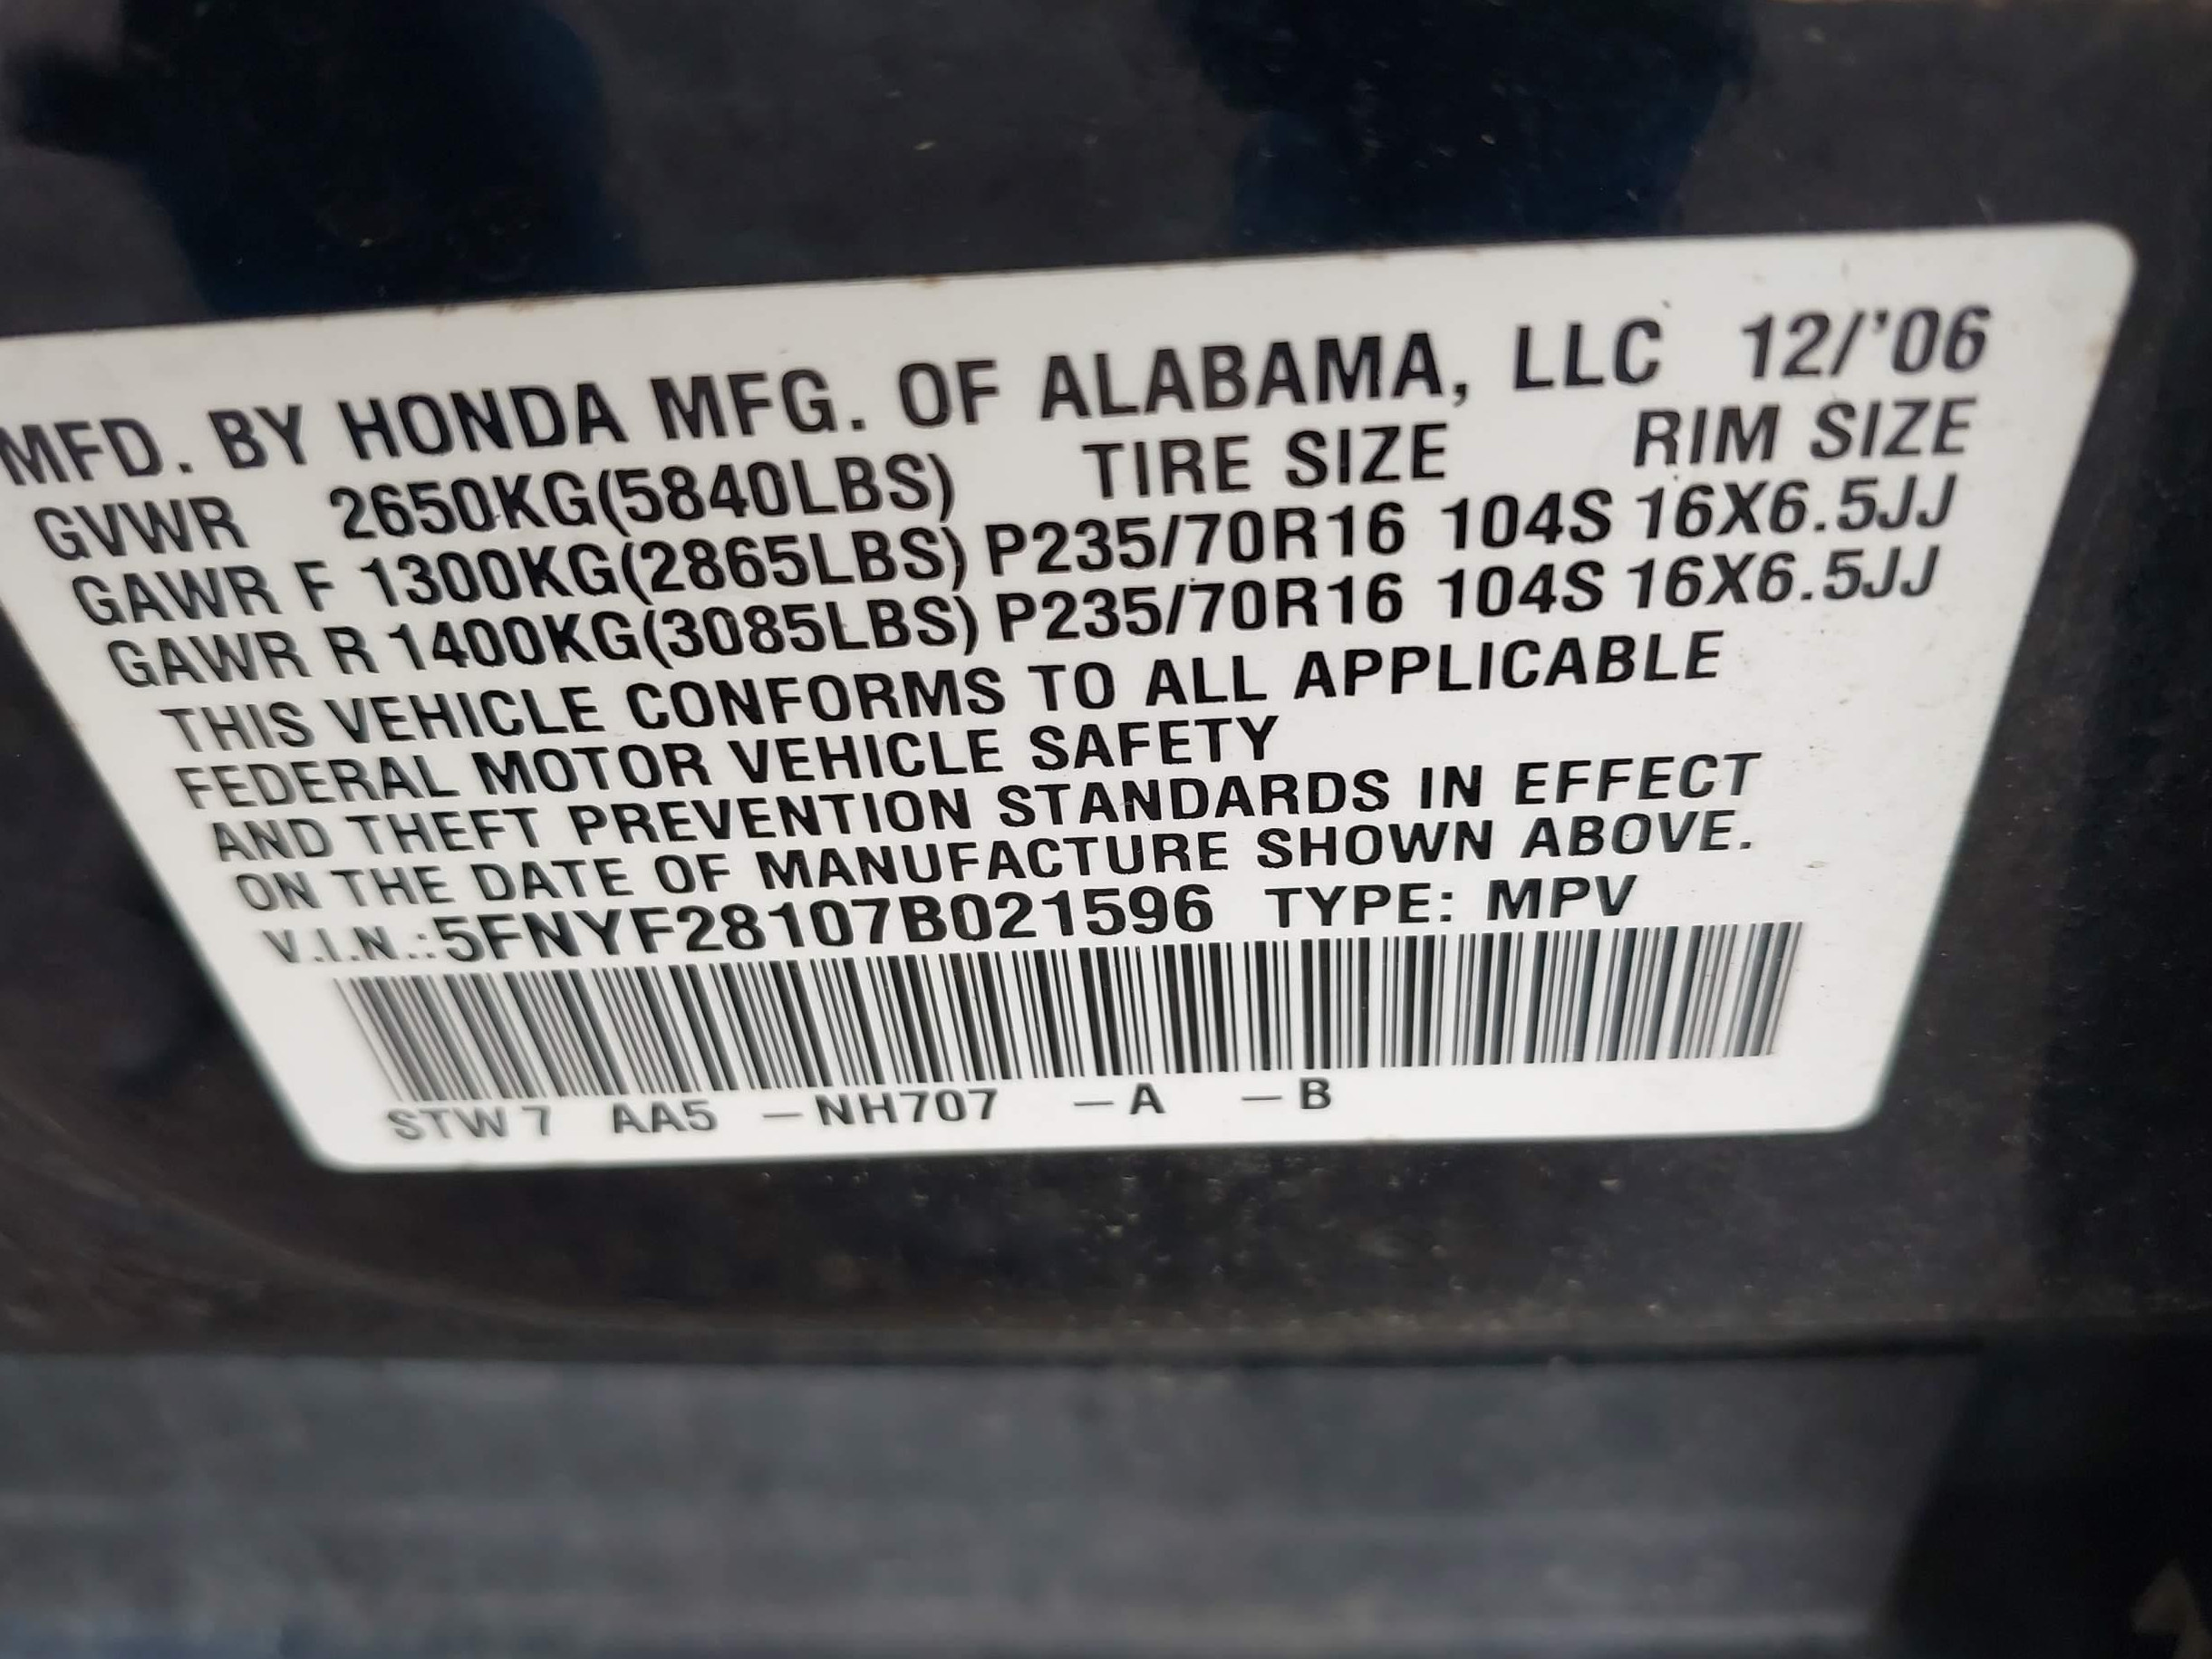 MFD. BY HONDA MFG. OF ALABAMA, LLC 12/'06
GVWR 2650KG(5840LBS) TIRE SIZE RIM SIZE
GAWR F 1300KG(2865LBS) P235/70R16 104S 16X6.5JJ
GAWR R 1400KG(3085LBS) P235/70R16 104S 16X6.5JJ
THIS VEHICLE CONFORMS TO ALL APPLICABLE
FEDERAL MOTOR VEHICLE SAFETY
AND THEFT PREVENTION STANDARDS IN EFFECT
ON THE DATE OF MANUFACTURE SHOWN ABOVE.
V.I.N.:5FNYF28107B021596 TYPE: MPV
STW7 AA5 -NH707 -A -B